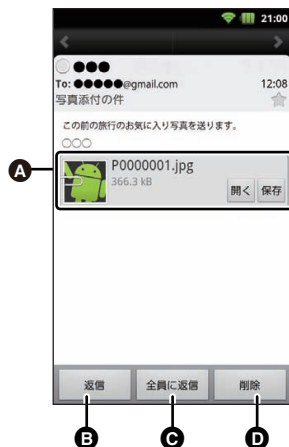 21:00
●●●
To: ●●●●●@gmail.com 12:08
写真添付の件
この前の旅行のお気に入り写真を送ります。
○○○
A
P0000001.jpg
366.3 kB
開く 保存
返信 全員に返信 削除
B C D